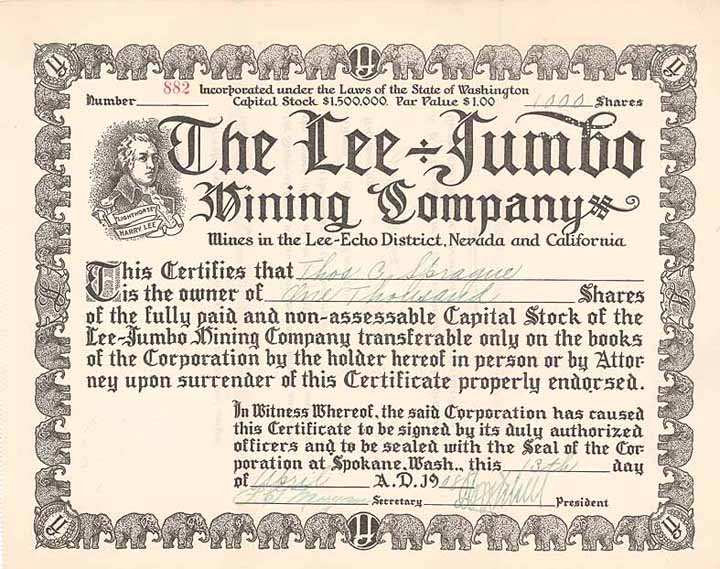 882 Incorporated under the Laws of the State of Washington
Number Capital Stock $1,500,000. Par Value $1.00 1000 Shares
The Lee-Jumbo
Mining Company
LIGHTHORSE
HARRY LEE
Mines in the Lee-Echo District, Nevada and California
This Certifies that Thos C. Sprague
is the owner of One Thousand Shares
of the fully paid and non-assessable Capital Stock of the
Lee-Jumbo Mining Company transferable only on the books
of the Corporation by the holder hereof in person or by Attor-
ney upon surrender of this Certificate properly endorsed.
In Witness Whereof, the said Corporation has caused
this Certificate to be signed by its duly authorized
officers and to be sealed with the Seal of the Cor-
poration at Spokane, Wash., this 13th day
of April A.D. 1908
Secretary President